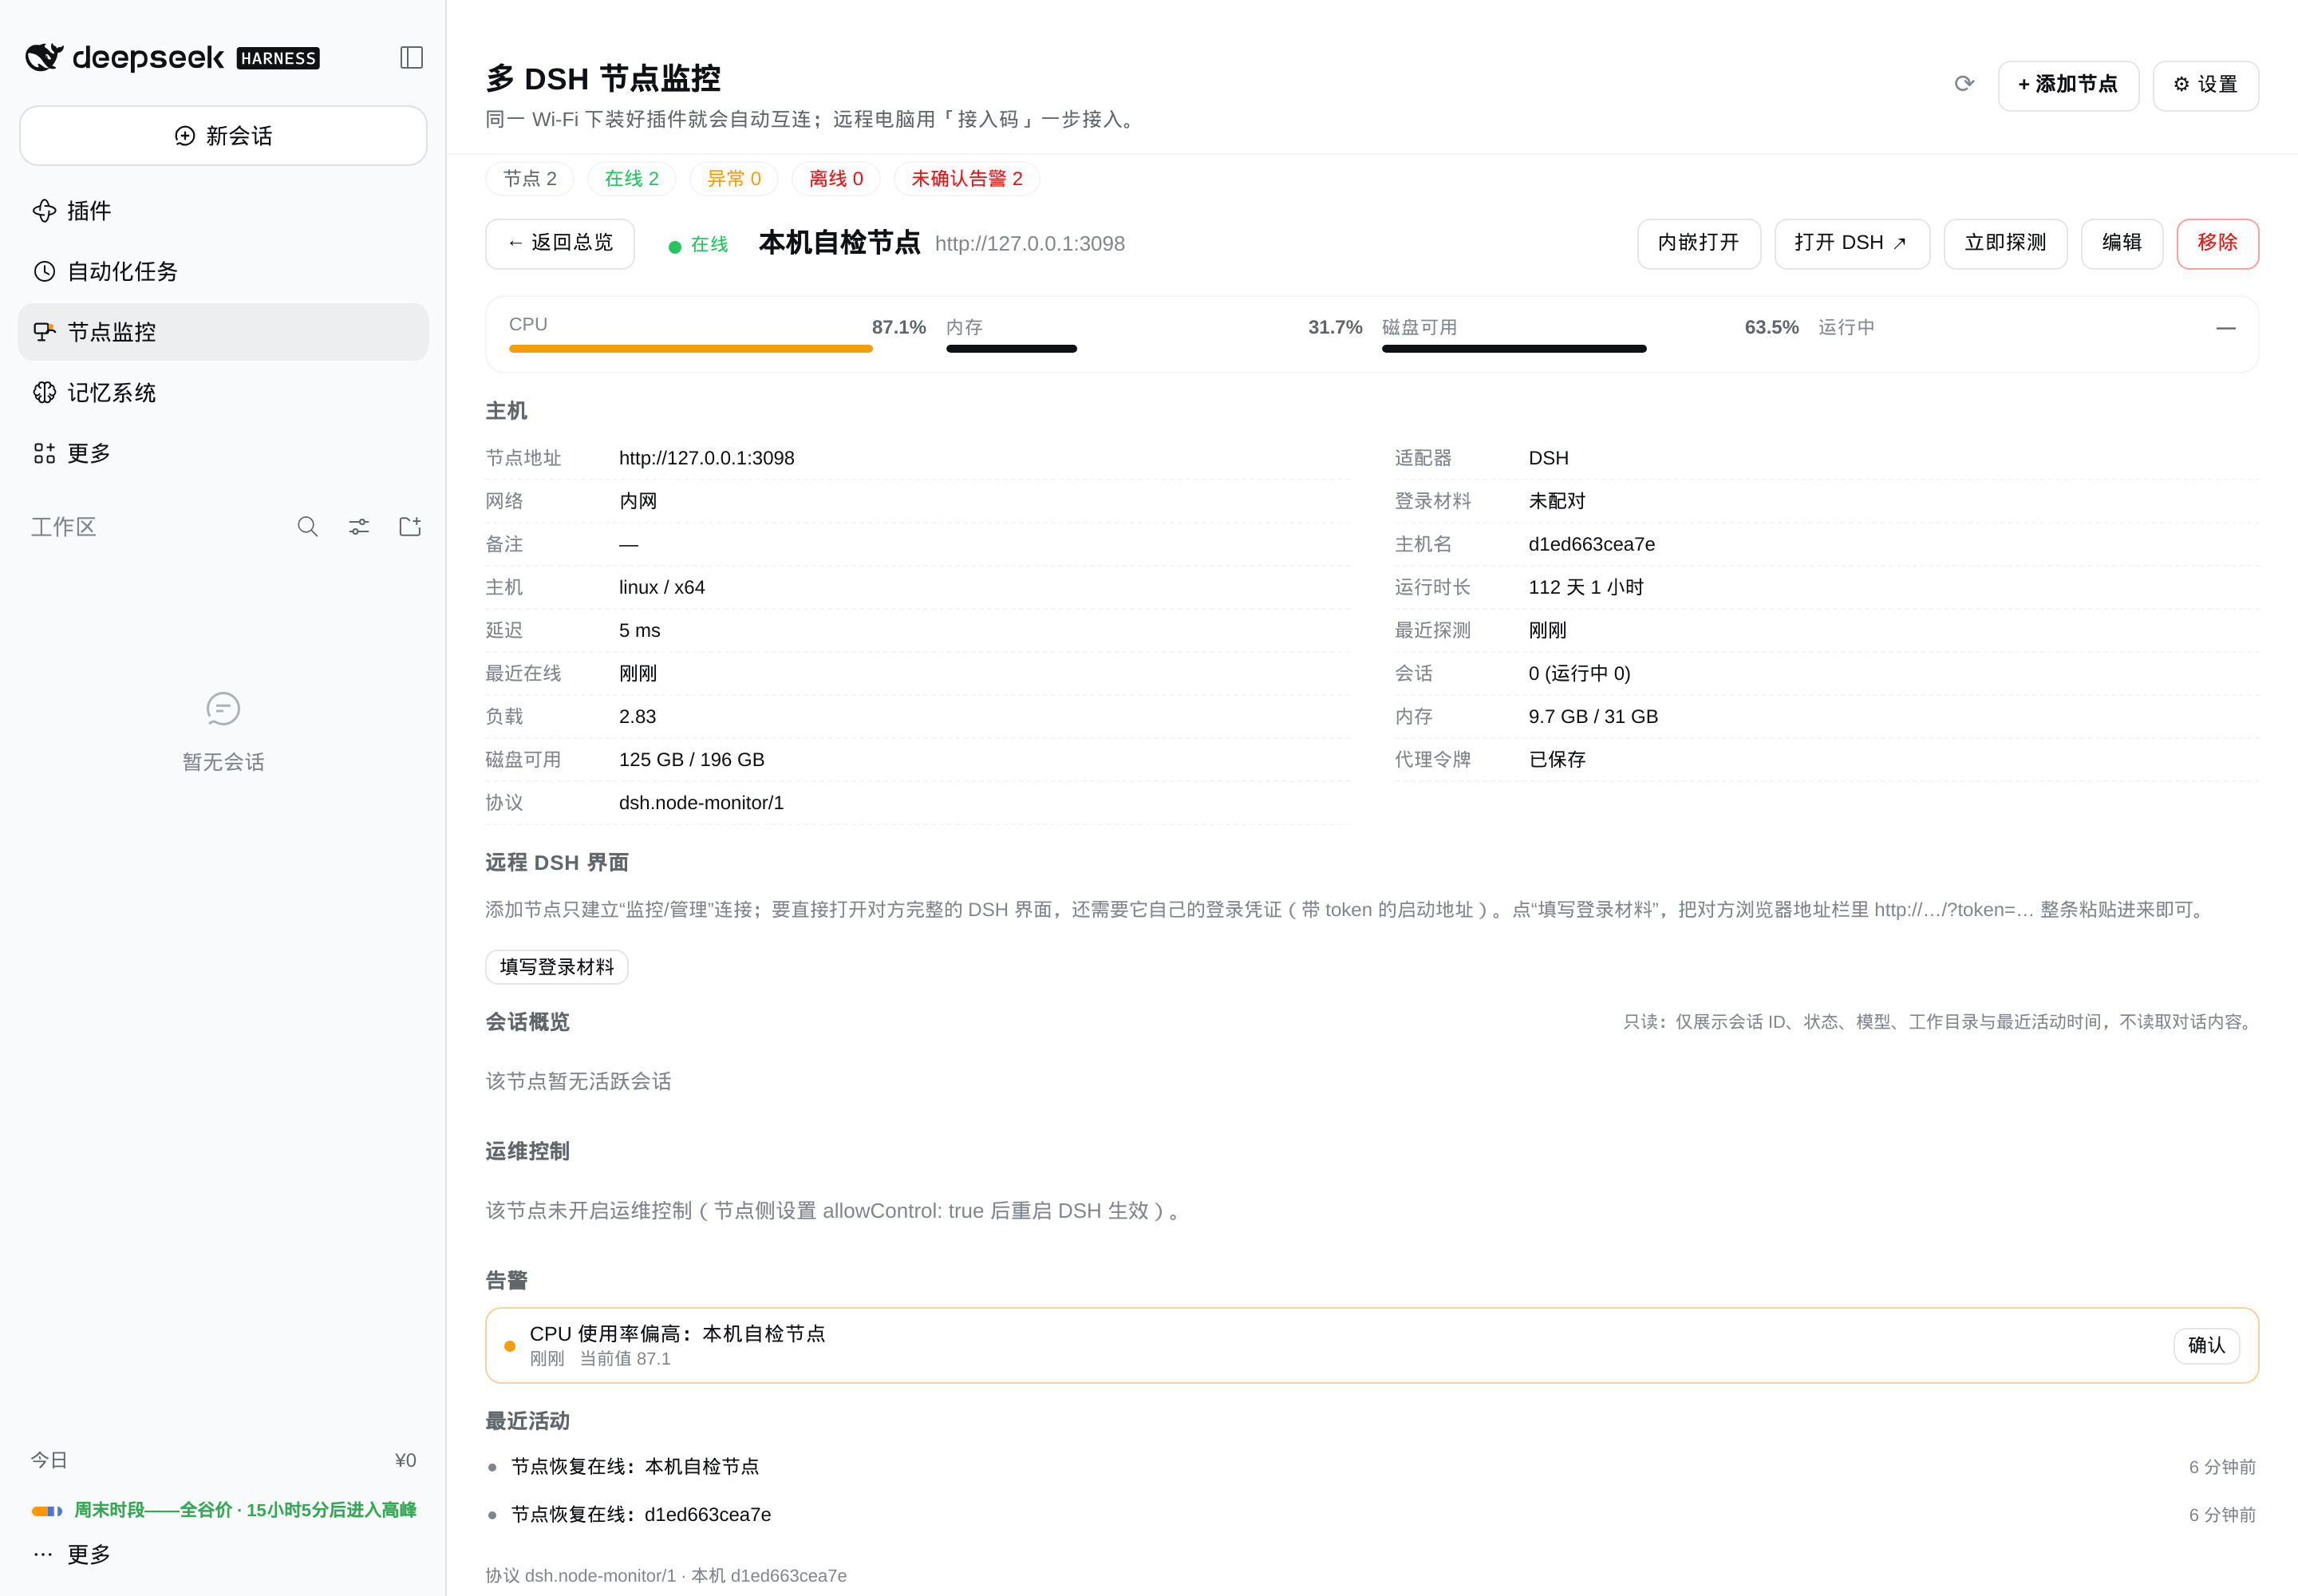 deepseek HARNESS
新会话
插件
自动化任务
节点监控
记忆系统
更多
工作区
暂无会话
今日 ¥0
周末时段——全谷价 · 15小时5分后进入高峰
更多
多 DSH 节点监控
同一 Wi-Fi 下装好插件就会自动互连；远程电脑用「接入码」一步接入。
+ 添加节点
设置
节点 2 在线 2 异常 0 离线 0 未确认告警 2
← 返回总览 在线 本机自检节点 http://127.0.0.1:3098 内嵌打开 打开 DSH ↗ 立即探测 编辑 移除
CPU 87.1% 内存 31.7% 磁盘可用 63.5% 运行中 —
主机
节点地址 http://127.0.0.1:3098 适配器 DSH
网络 内网 登录材料 未配对
备注 — 主机名 d1ed663cea7e
主机 linux / x64 运行时长 112 天 1 小时
延迟 5 ms 最近探测 刚刚
最近在线 刚刚 会话 0 (运行中 0)
负载 2.83 内存 9.7 GB / 31 GB
磁盘可用 125 GB / 196 GB 代理令牌 已保存
协议 dsh.node-monitor/1
远程 DSH 界面
添加节点只建立“监控/管理”连接；要直接打开对方完整的 DSH 界面，还需要它自己的登录凭证（带 token 的启动地址）。点“填写登录材料”，把对方浏览器地址栏里 http://…/?token=… 整条粘贴进来即可。
填写登录材料
会话概览 只读：仅展示会话 ID、状态、模型、工作目录与最近活动时间，不读取对话内容。
该节点暂无活跃会话
运维控制
该节点未开启运维控制（节点侧设置 allowControl: true 后重启 DSH 生效）。
告警
CPU 使用率偏高：本机自检节点
刚刚 当前值 87.1
确认
最近活动
节点恢复在线：本机自检节点 6 分钟前
节点恢复在线：d1ed663cea7e 6 分钟前
协议 dsh.node-monitor/1 · 本机 d1ed663cea7e